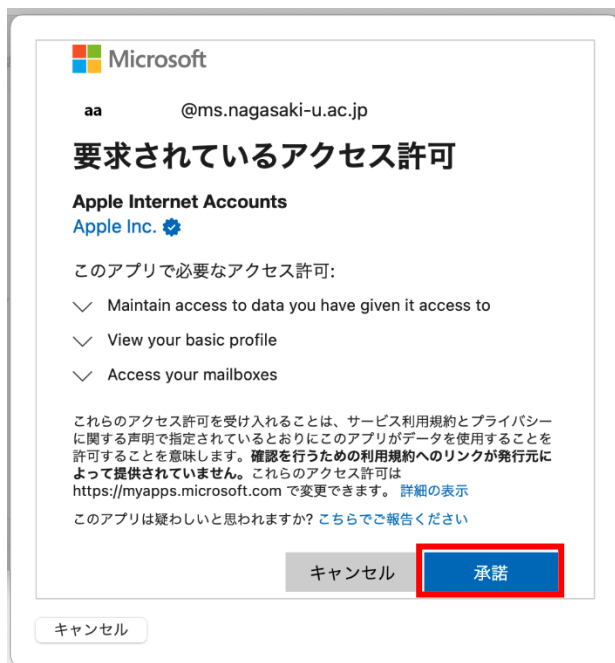 Microsoft
aa @ms.nagasaki-u.ac.jp
要求されているアクセス許可
Apple Internet Accounts
Apple Inc.
このアプリで必要なアクセス許可:
Maintain access to data you have given it access to
View your basic profile
Access your mailboxes
これらのアクセス許可を受け入れることは、サービス利用規約とプライバシー
に関する声明で指定されているとおりにこのアプリがデータを使用することを
許可することを意味します。確認を行うための利用規約へのリンクが発行元に
よって提供されていません。これらのアクセス許可は
https://myapps.microsoft.com で変更できます。 詳細の表示
このアプリは疑わしいと思われますか? こちらでご報告ください
キャンセル 承諾
キャンセル